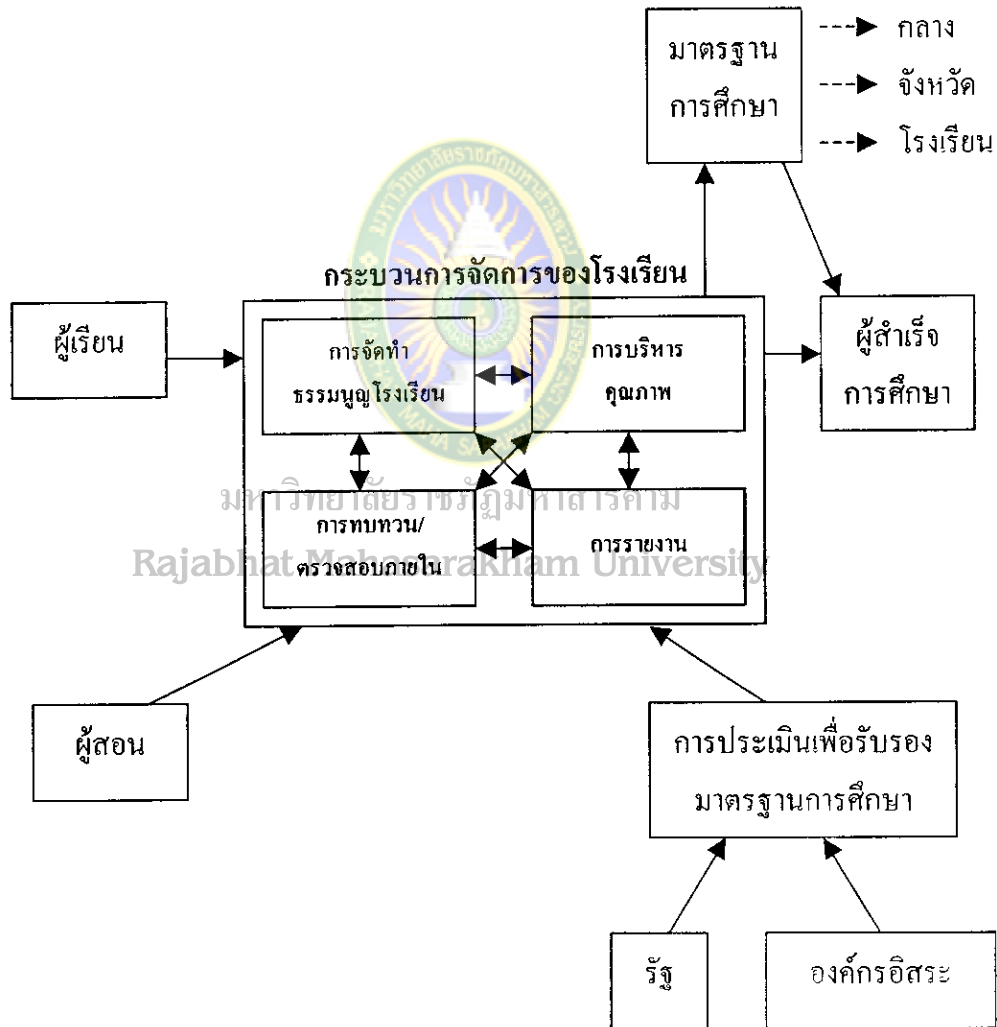 มาตรฐาน
การศึกษา
กลาง
จังหวัด
โรงเรียน
กระบวนการจัดการของโรงเรียน
ผู้เรียน
การจัดทำ
ธรรมนูญโรงเรียน
การบริหาร
คุณภาพ
ผู้สำเร็จ
การศึกษา
มหาวิทยาลัยราชภัฏมหาสารคาม
การทบทวน/
ตรวจสอบภายใน
การรายงาน
Rajabhat Mahasarakham University
ผู้สอน
การประเมินเพื่อรับรอง
มาตรฐานการศึกษา
รัฐ
องค์กรอิสระ